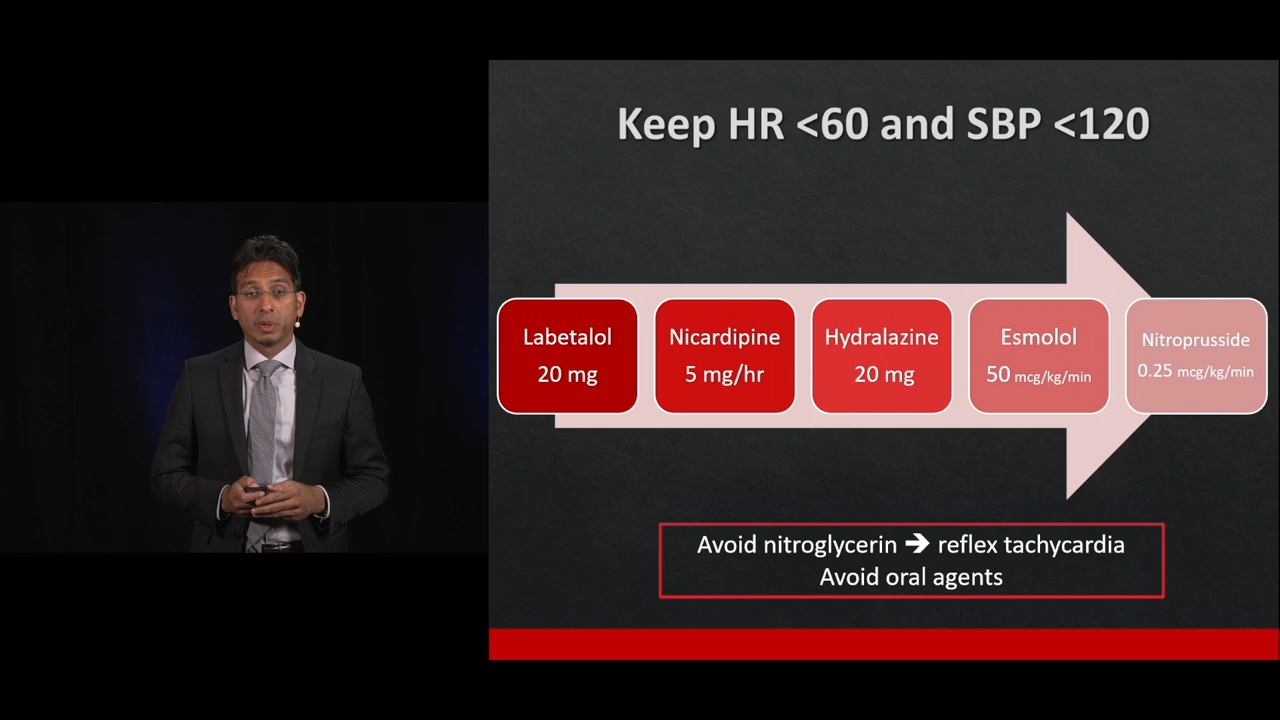 Keep HR <60 and SBP <120
Labetalol
20 mg
Nicardipine
5 mg/hr
Hydralazine
20 mg
Esmolol
50 mcg/kg/min
Nitroprusside
0.25 mcg/kg/min
Avoid nitroglycerin ➔ reflex tachycardia
Avoid oral agents